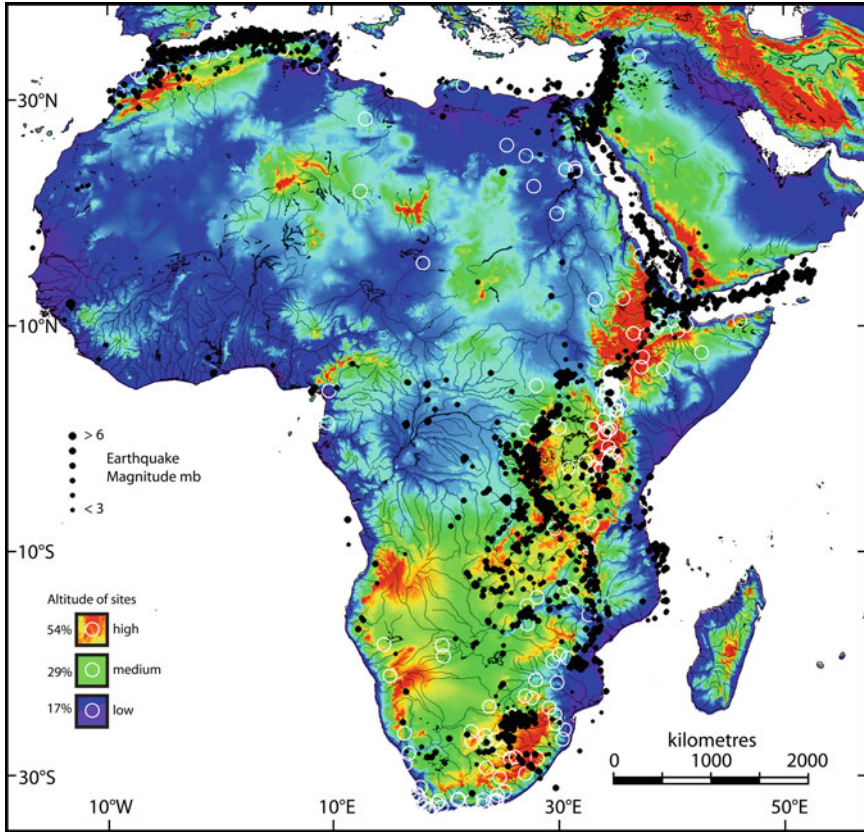 30°N
10°N
> 6
Earthquake
Magnitude mb
< 3
10°S
Altitude of sites
54% high
29% medium
17% low
kilometres
0 1000 1500 2000
30°S
10°W 10°E 30°E 50°E